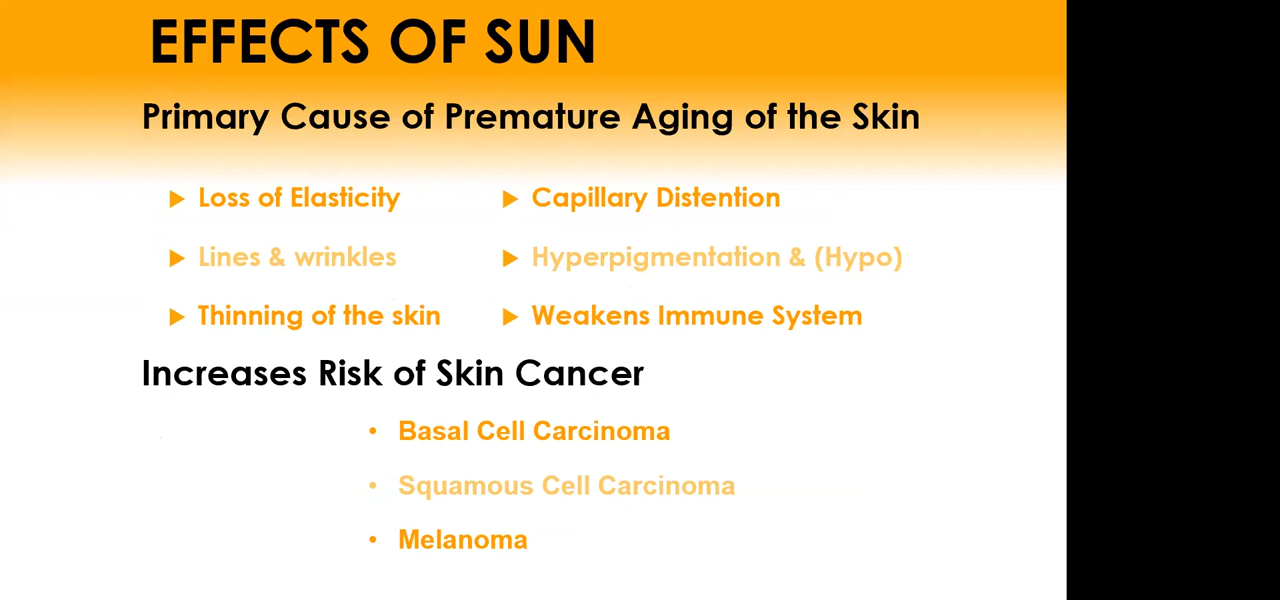 EFFECTS OF SUN
Primary Cause of Premature Aging of the Skin
Loss of Elasticity
Capillary Distention
Lines & wrinkles
Hyperpigmentation & (Hypo)
Thinning of the skin
Weakens Immune System
Increases Risk of Skin Cancer
Basal Cell Carcinoma
Squamous Cell Carcinoma
Melanoma